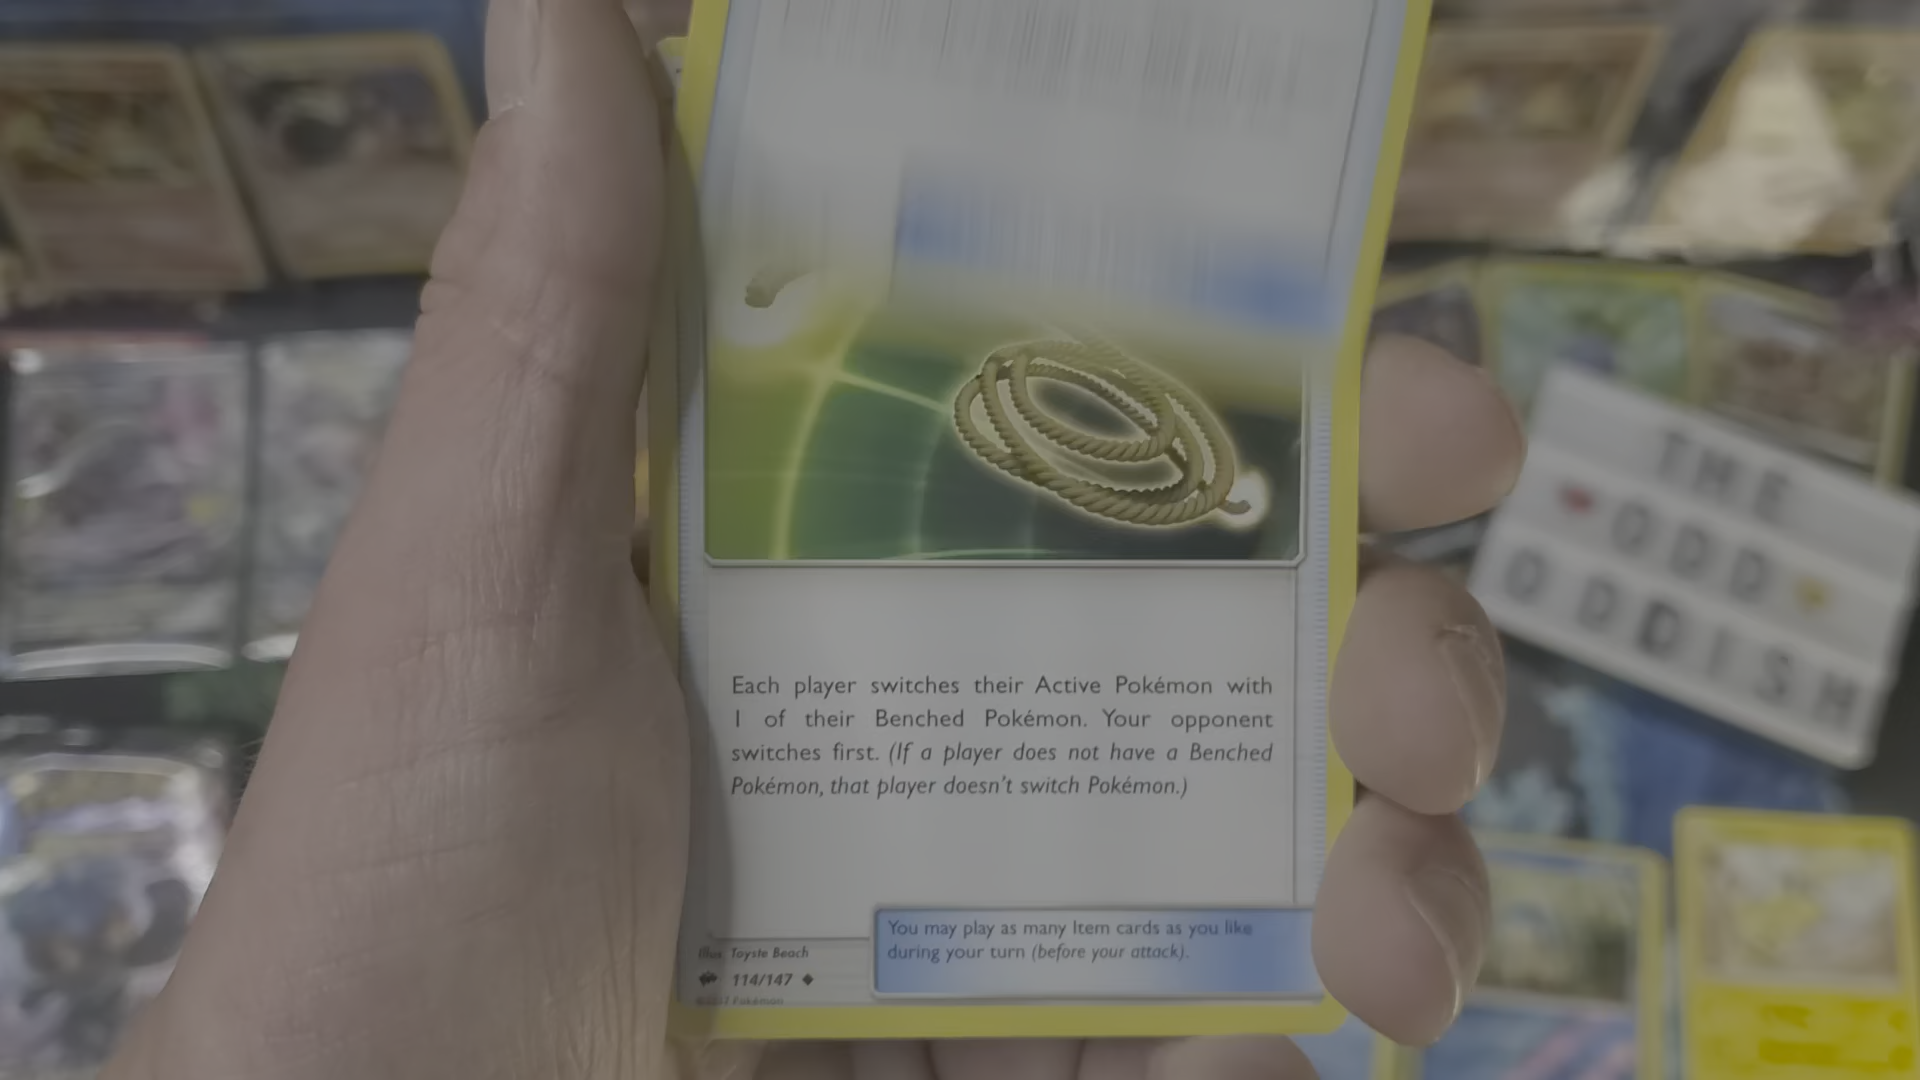 Each player switches their Active Pokémon with
1 of their Benched Pokémon. Your opponent
switches first. (If a player does not have a Benched
Pokémon, that player doesn't switch Pokémon.)
You may play as many Item cards as you like
during your turn (before your attack).
Illus. Toyste Beach
114/147
©2017 Pokémon
THE
ODD
ODDISH